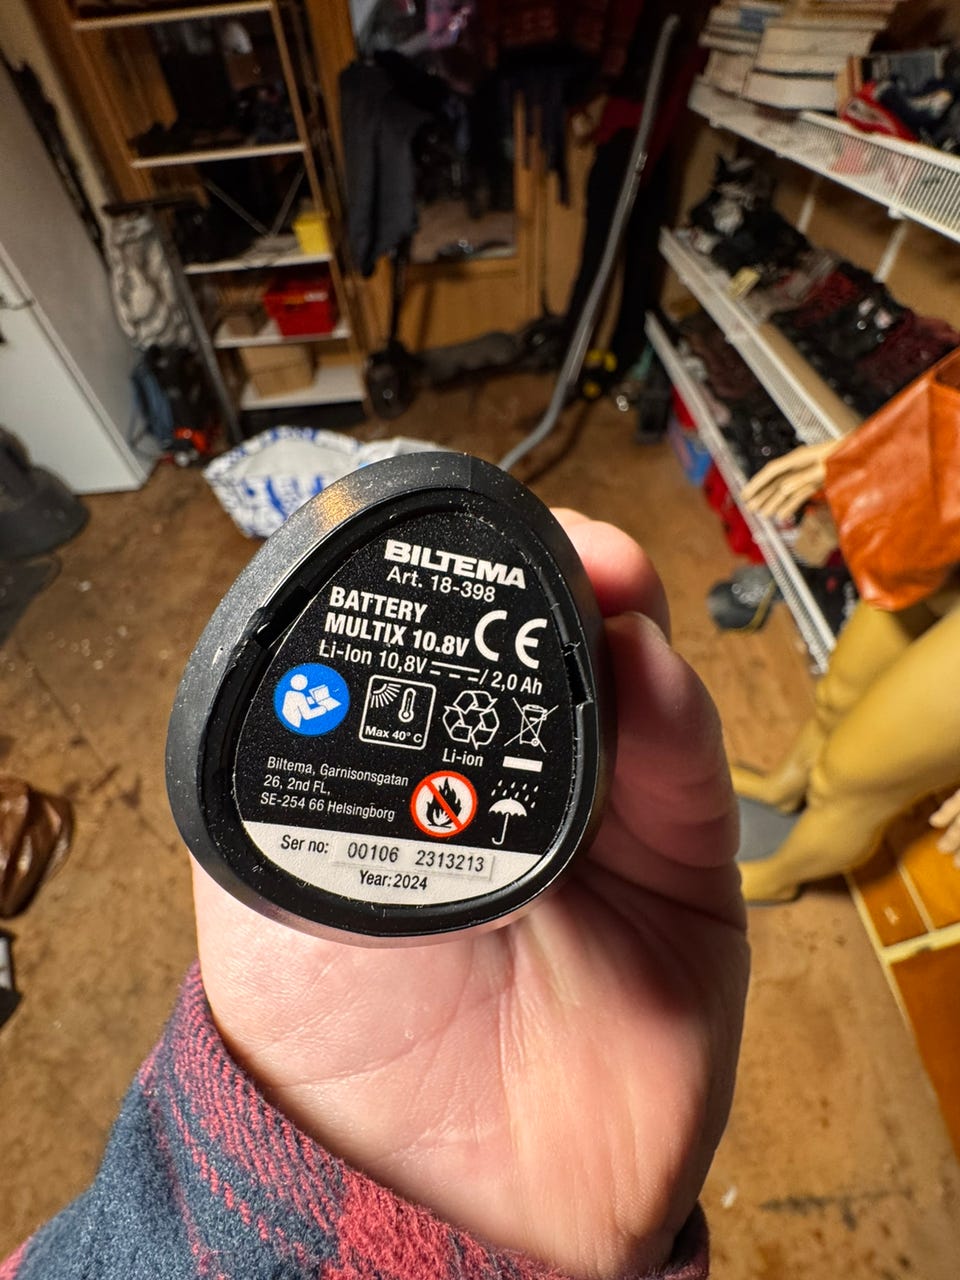 BILTEMA
Art. 18-398
BATTERY
MULTIX 10.8V
CE
Li-Ion 10,8V / 2,0 Ah
Max 40° C
Li-ion
Biltema, Garnisonsgatan
26, 2nd FL,
SE-254 66 Helsingborg
Ser no: 00106 2313213
Year: 2024